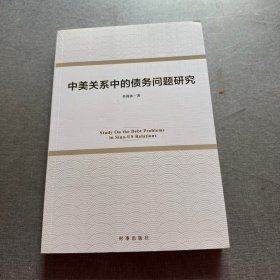 中美关系中的债务问题研究
Study On the Debt Problems
in Sino-US Relations
时事出版社